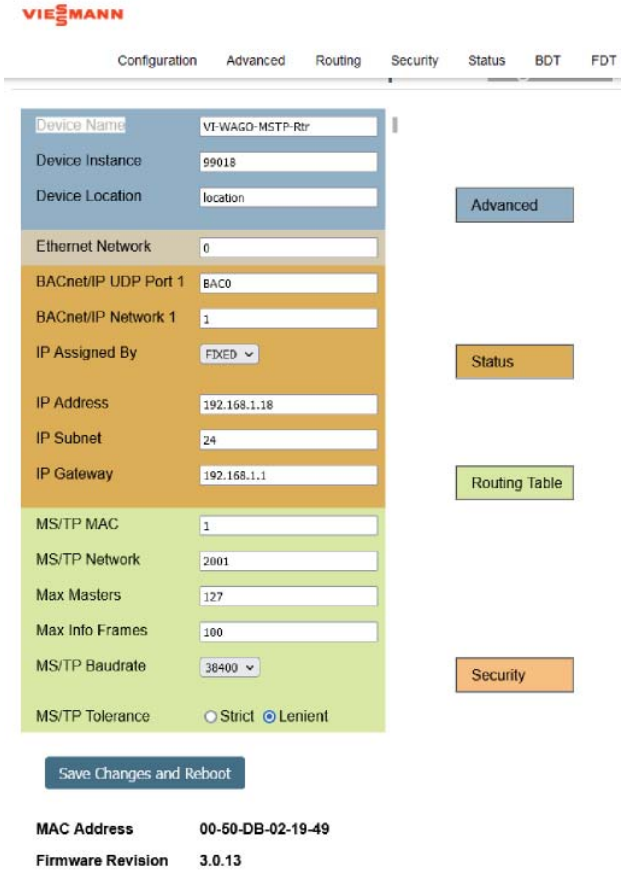 VIESSMANN
Configuration Advanced Routing Security Status BDT FDT
Device Name VI-WAGO-MSTP-Rtr
Device Instance 99018
Device Location location
Advanced
Ethernet Network 0
BACnet/IP UDP Port 1 BAC0
BACnet/IP Network 1 1
IP Assigned By FIXED
Status
IP Address 192.168.1.18
IP Subnet 24
IP Gateway 192.168.1.1
Routing Table
MS/TP MAC 1
MS/TP Network 2001
Max Masters 127
Max Info Frames 100
MS/TP Baudrate 38400
Security
MS/TP Tolerance Strict Lenient
Save Changes and Reboot
MAC Address 00-50-DB-02-19-49
Firmware Revision 3.0.13